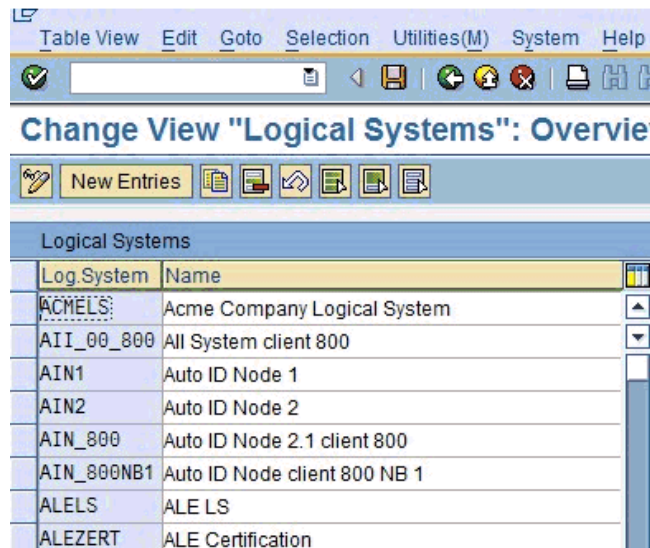 Table View Edit Goto Selection Utilities(M) System Help
Change View "Logical Systems": Overvie
New Entries
Logical Systems
Log.System Name
ACMELS Acme Company Logical System
AII_00_800 All System client 800
AIN1 Auto ID Node 1
AIN2 Auto ID Node 2
AIN_800 Auto ID Node 2.1 client 800
AIN_800NB1 Auto ID Node client 800 NB 1
ALELS ALE LS
ALEZERT ALE Certification